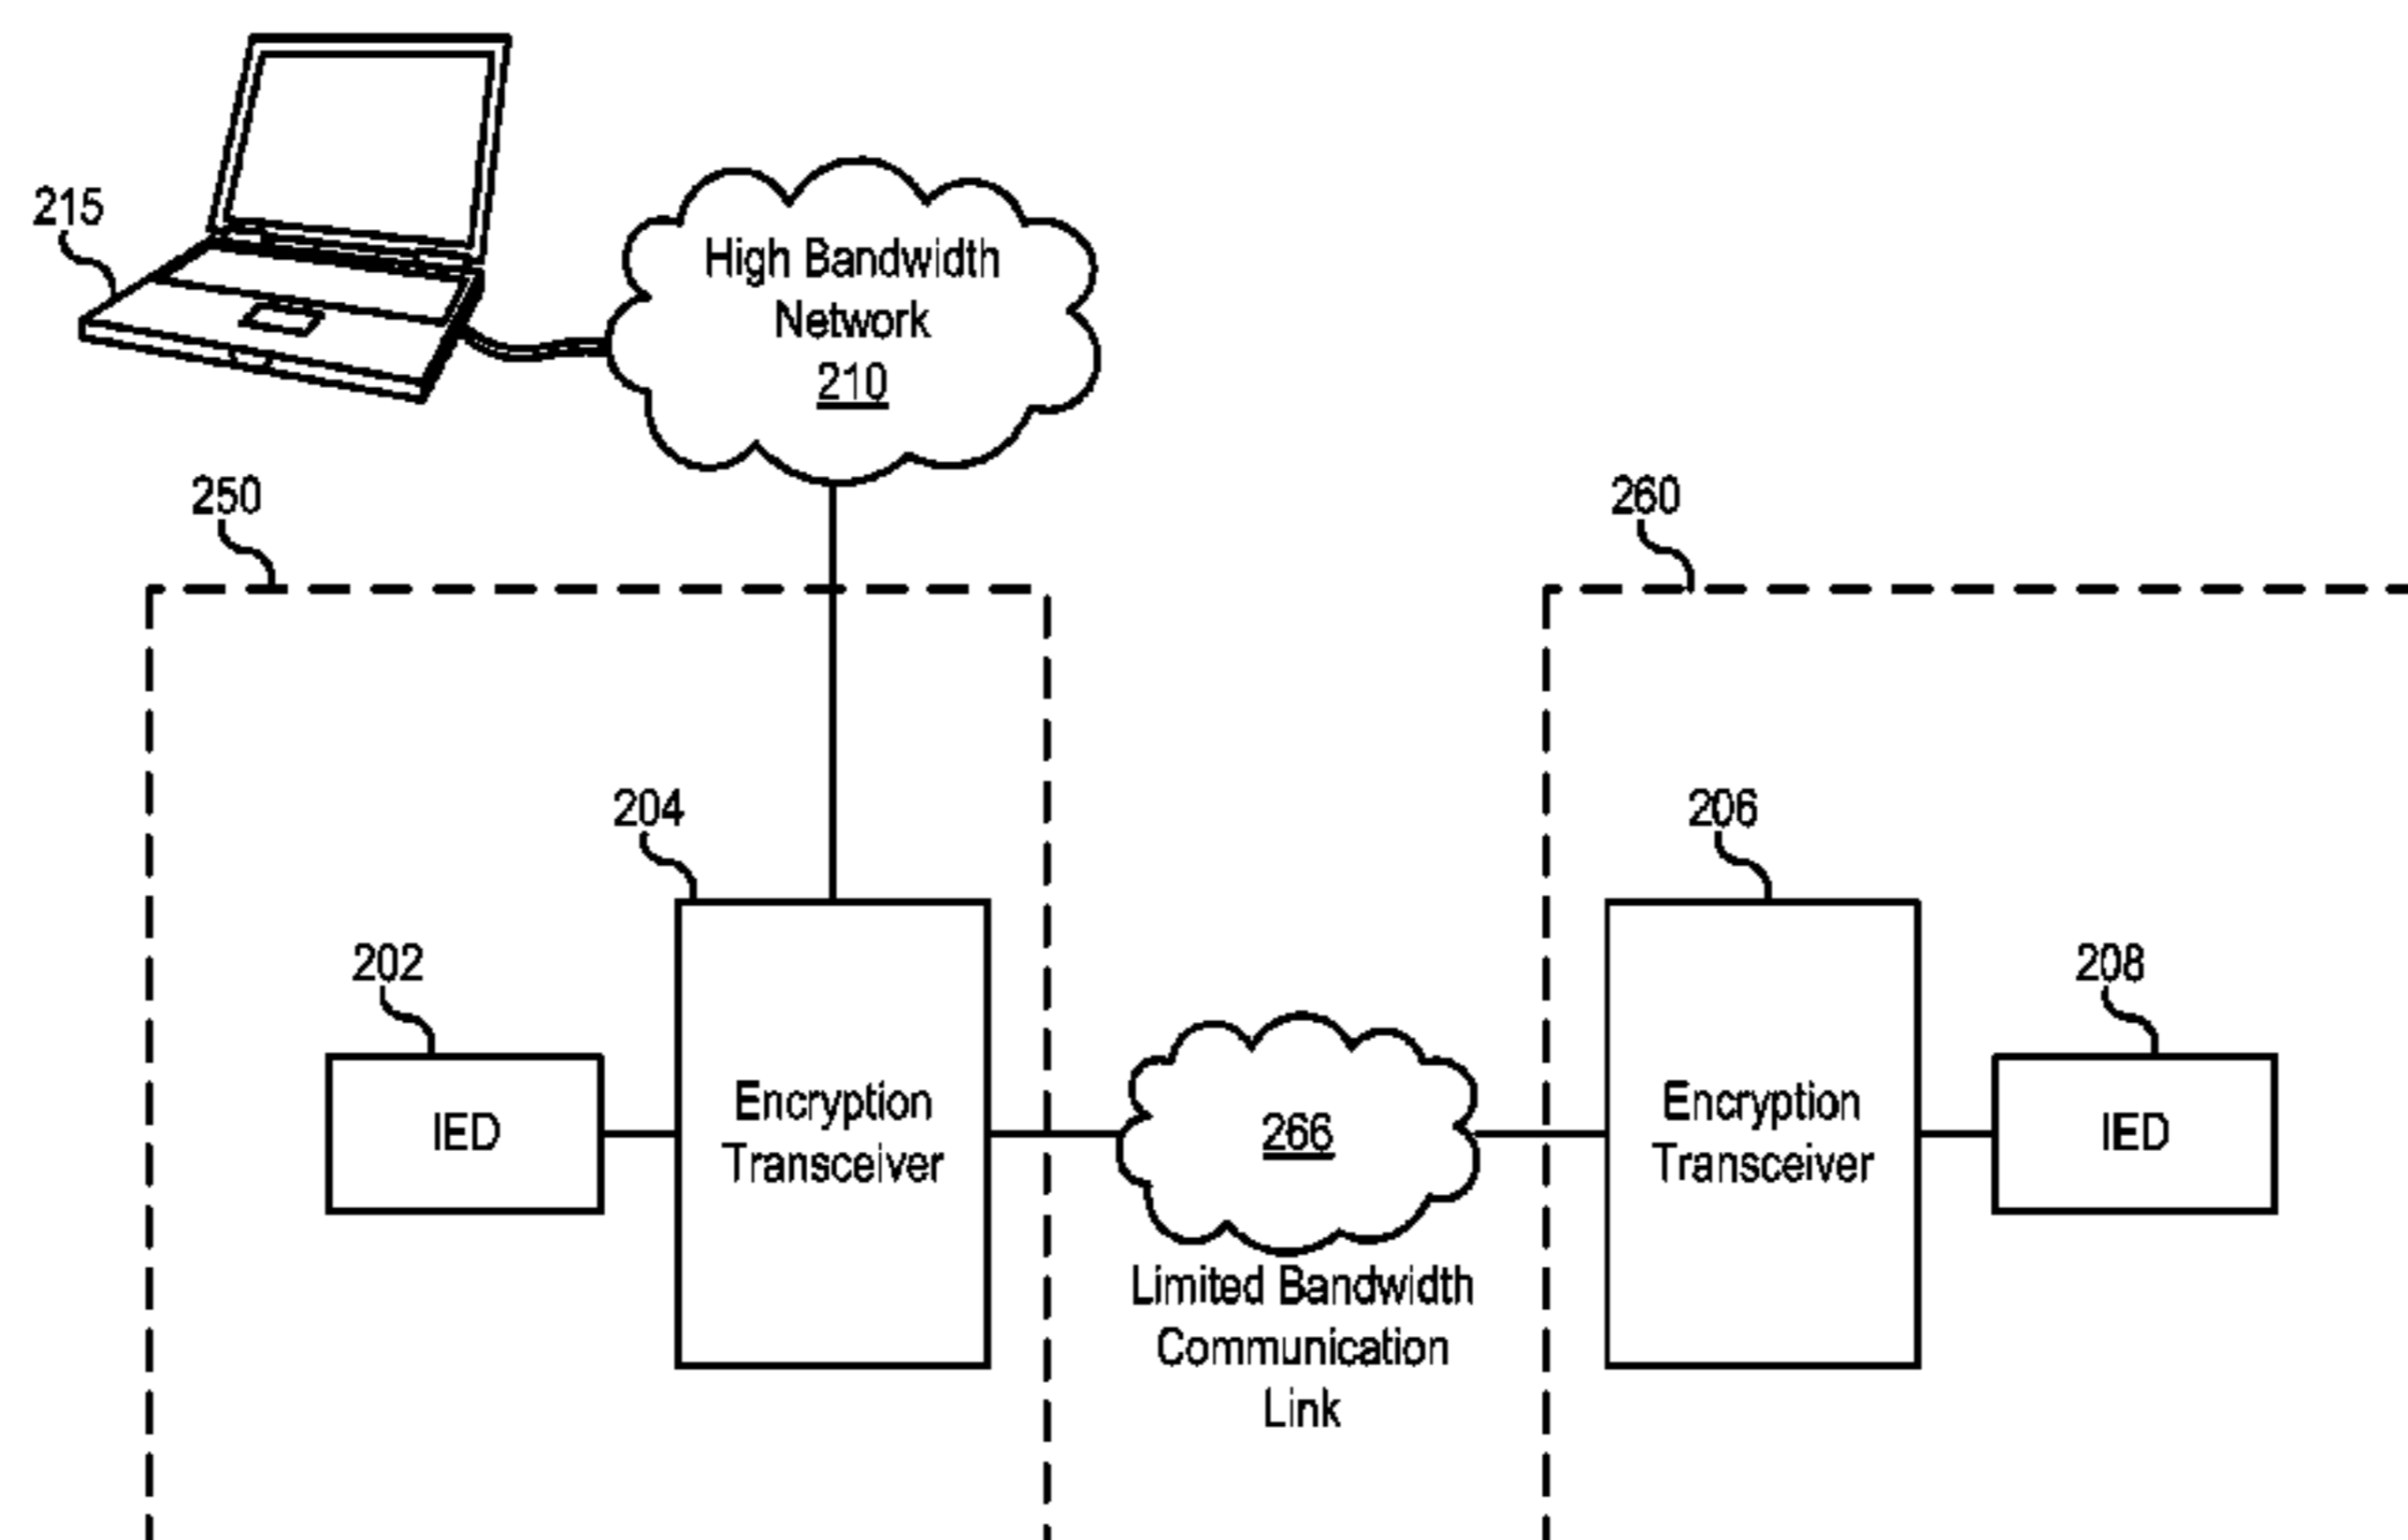 215
High Bandwidth
Network
210
250
260
204
206
202
208
IED
Encryption
Transceiver
266
Encryption
Transceiver
IED
Limited Bandwidth
Communication
Link